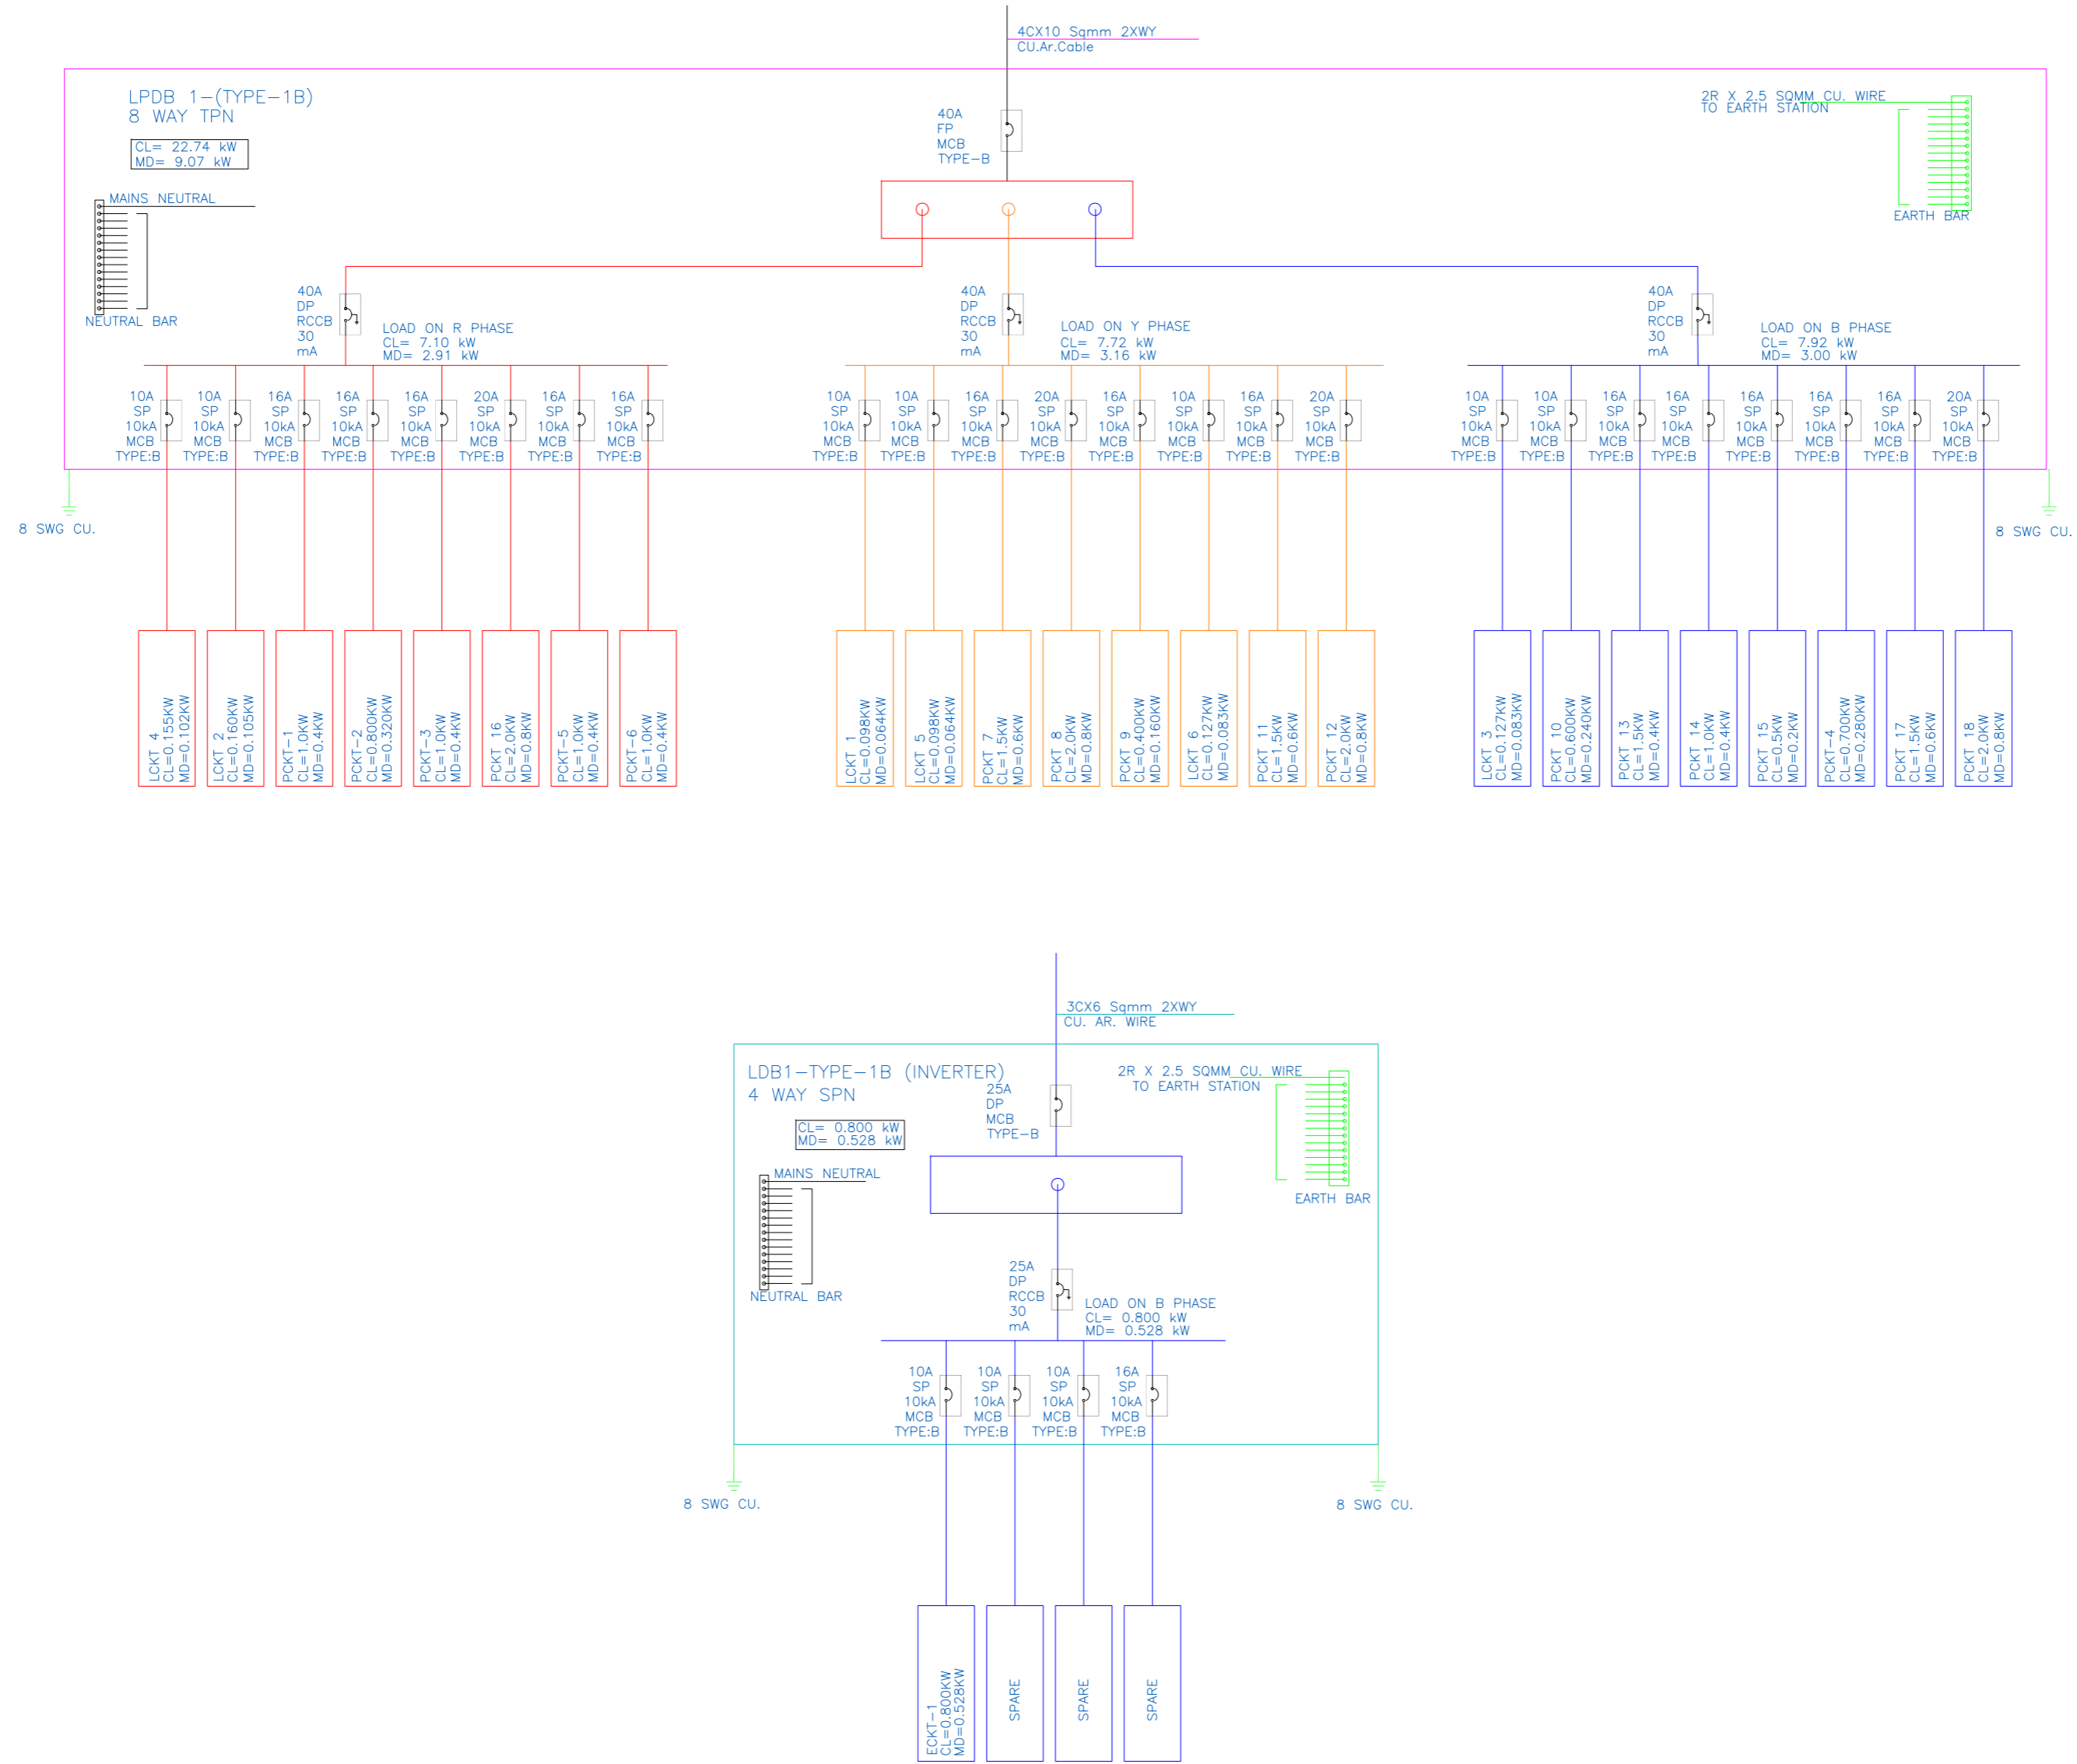 4CX10 Sqmm 2XWY
CU.Ar.Cable
LPDB 1-(TYPE-1B)
8 WAY TPN
CL= 22.74 kW
MD= 9.07 kW
MAINS NEUTRAL
NEUTRAL BAR
40A
FP
MCB
TYPE-B
2R X 2.5 SQMM CU. WIRE
TO EARTH STATION
EARTH BAR
40A
DP
RCCB
30
mA
LOAD ON R PHASE
CL= 7.10 kW
MD= 2.91 kW
40A
DP
RCCB
30
mA
LOAD ON Y PHASE
CL= 7.72 kW
MD= 3.16 kW
40A
DP
RCCB
30
mA
LOAD ON B PHASE
CL= 7.92 kW
MD= 3.00 kW
10A
SP
10kA
MCB
TYPE:B
10A
SP
10kA
MCB
TYPE:B
16A
SP
10kA
MCB
TYPE:B
16A
SP
10kA
MCB
TYPE:B
16A
SP
10kA
MCB
TYPE:B
20A
SP
10kA
MCB
TYPE:B
16A
SP
10kA
MCB
TYPE:B
16A
SP
10kA
MCB
TYPE:B
10A
SP
10kA
MCB
TYPE:B
10A
SP
10kA
MCB
TYPE:B
16A
SP
10kA
MCB
TYPE:B
20A
SP
10kA
MCB
TYPE:B
16A
SP
10kA
MCB
TYPE:B
10A
SP
10kA
MCB
TYPE:B
16A
SP
10kA
MCB
TYPE:B
20A
SP
10kA
MCB
TYPE:B
10A
SP
10kA
MCB
TYPE:B
10A
SP
10kA
MCB
TYPE:B
16A
SP
10kA
MCB
TYPE:B
16A
SP
10kA
MCB
TYPE:B
16A
SP
10kA
MCB
TYPE:B
16A
SP
10kA
MCB
TYPE:B
16A
SP
10kA
MCB
TYPE:B
20A
SP
10kA
MCB
TYPE:B
8 SWG CU.
8 SWG CU.
LCKT 4
CL=0.155KW
MD=0.102KW
LCKT 2
CL=0.160KW
MD=0.105KW
PCKT-1
CL=1.0KW
MD=0.4KW
PCKT-2
CL=0.800KW
MD=0.320KW
PCKT-3
CL=1.0KW
MD=0.4KW
PCKT 16
CL=2.0KW
MD=0.8KW
PCKT-5
CL=1.0KW
MD=0.4KW
PCKT-6
CL=1.0KW
MD=0.4KW
LCKT 1
CL=0.098KW
MD=0.064KW
LCKT 5
CL=0.098KW
MD=0.064KW
PCKT 7
CL=1.5KW
MD=0.6KW
PCKT 8
CL=2.0KW
MD=0.8KW
PCKT 9
CL=0.400KW
MD=0.160KW
LCKT 6
CL=0.127KW
MD=0.083KW
PCKT 11
CL=1.5KW
MD=0.6KW
PCKT 12
CL=2.0KW
MD=0.8KW
LCKT 3
CL=0.127KW
MD=0.083KW
PCKT 10
CL=0.600KW
MD=0.240KW
PCKT 13
CL=1.5KW
MD=0.4KW
PCKT 14
CL=1.0KW
MD=0.4KW
PCKT 15
CL=0.5KW
MD=0.2KW
PCKT-4
CL=0.700KW
MD=0.280KW
PCKT 17
CL=1.5KW
MD=0.6KW
PCKT 18
CL=2.0KW
MD=0.8KW
3CX6 Sqmm 2XWY
CU. AR. WIRE
LDB1-TYPE-1B (INVERTER)
4 WAY SPN
CL= 0.800 kW
MD= 0.528 kW
MAINS NEUTRAL
NEUTRAL BAR
25A
DP
MCB
TYPE-B
2R X 2.5 SQMM CU. WIRE
TO EARTH STATION
EARTH BAR
25A
DP
RCCB
30
mA
LOAD ON B PHASE
CL= 0.800 kW
MD= 0.528 kW
10A
SP
10kA
MCB
TYPE:B
10A
SP
10kA
MCB
TYPE:B
10A
SP
10kA
MCB
TYPE:B
16A
SP
10kA
MCB
TYPE:B
8 SWG CU.
8 SWG CU.
ECKT-1
CL=0.800KW
MD=0.528KW
SPARE
SPARE
SPARE